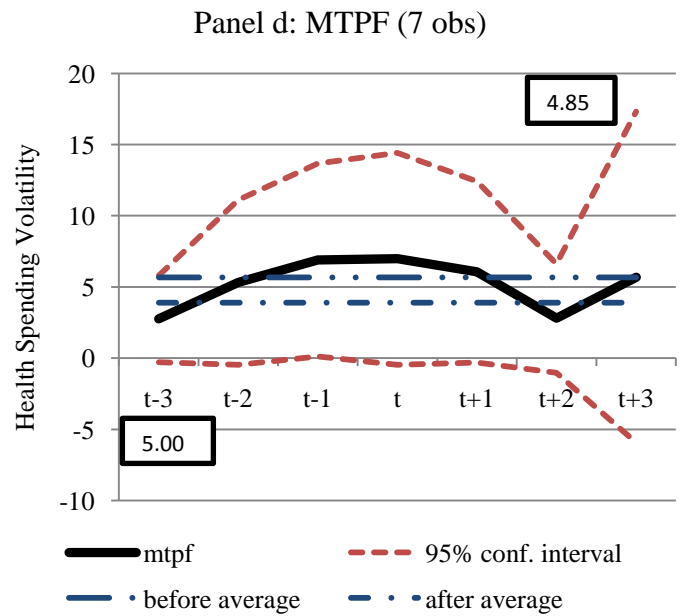 Panel d: MTPF (7 obs)
Health Spending Volatility
20
15
10
5
0
-5
-10
4.85
5.00
t-3 t-2 t-1 t t+1 t+2 t+3
mtpf 95% conf. interval
before average after average